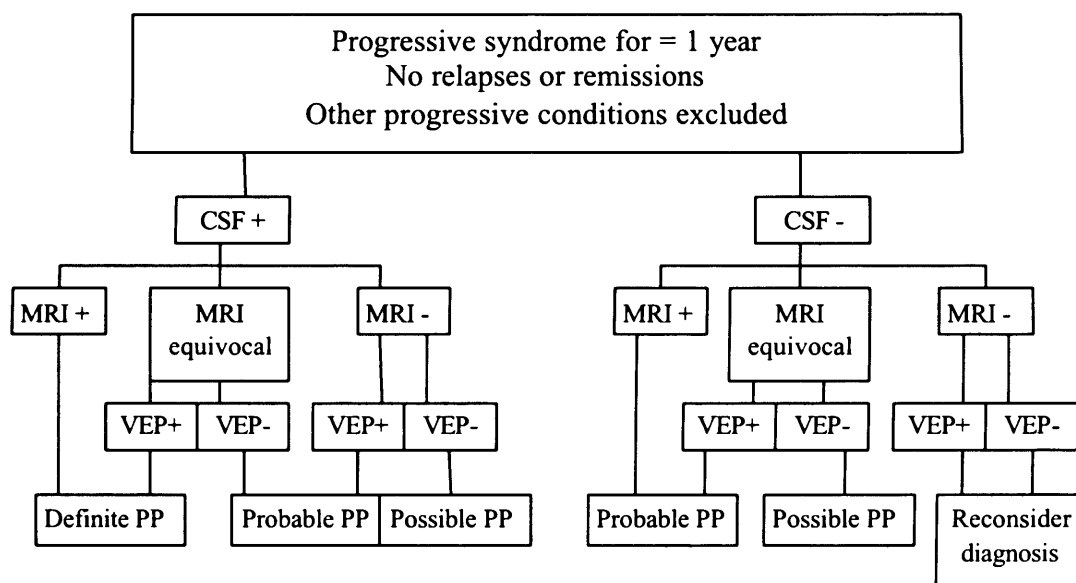 Progressive syndrome for = 1 year
No relapses or remissions
Other progressive conditions excluded
CSF +
CSF -
MRI +
MRI
equivocal
MRI -
MRI +
MRI
equivocal
MRI -
VEP+
VEP-
VEP+
VEP-
VEP+
VEP-
VEP+
VEP-
Definite PP
Probable PP
Possible PP
Probable PP
Possible PP
Reconsider
diagnosis